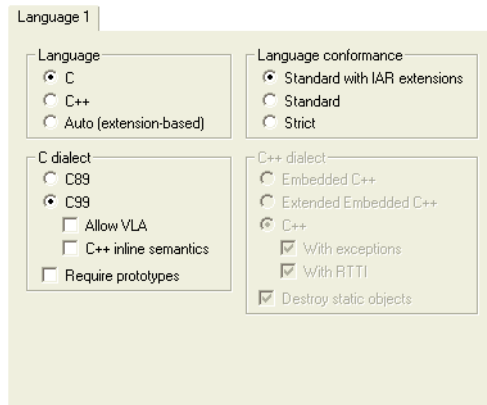 Language 1
Language
C
C++
Auto (extension-based)
Language conformance
Standard with IAR extensions
Standard
Strict
C dialect
C89
C99
Allow VLA
C++ inline semantics
Require prototypes
C++ dialect
Embedded C++
Extended Embedded C++
C++
With exceptions
With RTTI
Destroy static objects